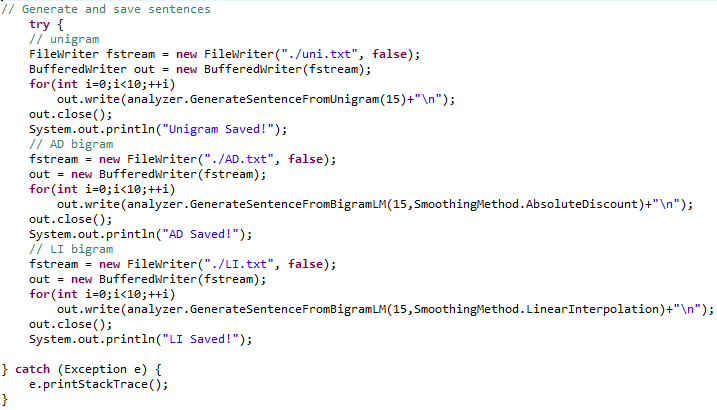 // Generate and save sentences
    try {
    // unigram
    FileWriter fstream = new FileWriter("./uni.txt", false);
    BufferedWriter out = new BufferedWriter(fstream);
    for(int i=0;i<10;++i)
        out.write(analyzer.GenerateSentenceFromUnigram(15)+"\n");
    out.close();
    System.out.println("Unigram Saved!");
    // AD bigram
    fstream = new FileWriter("./AD.txt", false);
    out = new BufferedWriter(fstream);
    for(int i=0;i<10;++i)
        out.write(analyzer.GenerateSentenceFromBigramLM(15,SmoothingMethod.AbsoluteDiscount)+"\n");
    out.close();
    System.out.println("AD Saved!");
    // LI bigram
    fstream = new FileWriter("./LI.txt", false);
    out = new BufferedWriter(fstream);
    for(int i=0;i<10;++i)
        out.write(analyzer.GenerateSentenceFromBigramLM(15,SmoothingMethod.LinearInterpolation)+"\n");
    out.close();
    System.out.println("LI Saved!");

} catch (Exception e) {
    e.printStackTrace();
}